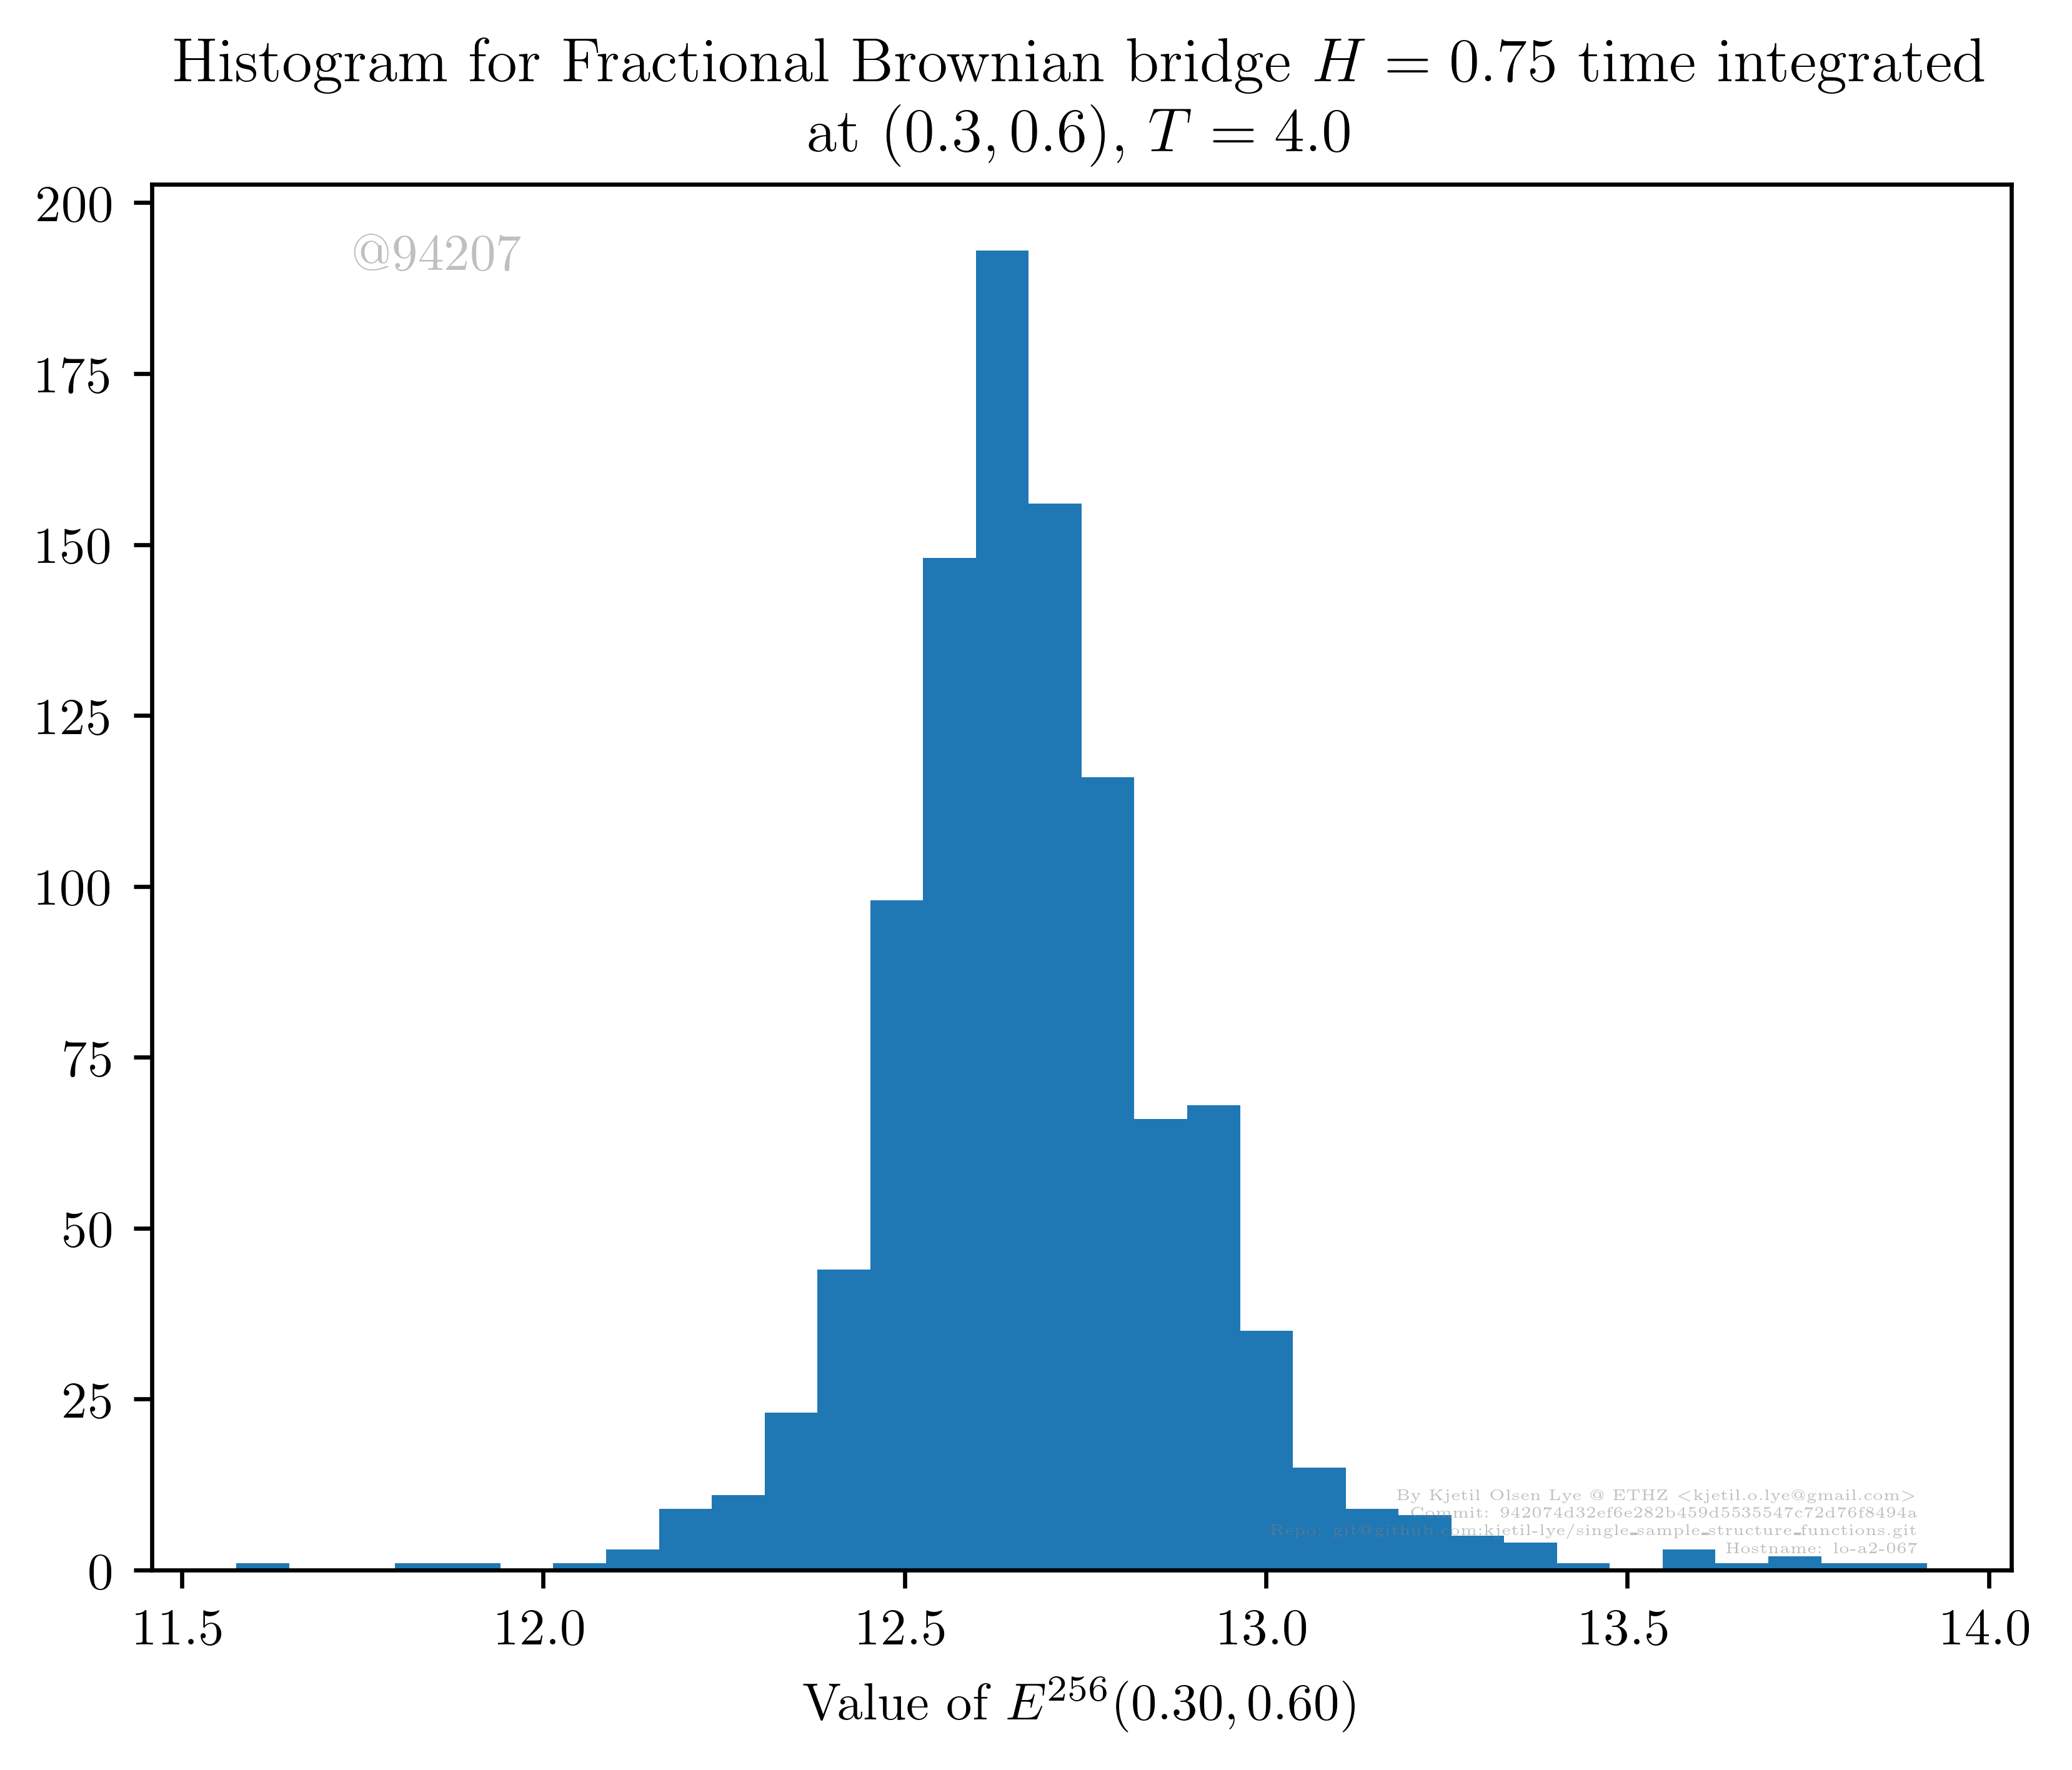 Histogram for Fractional Brownian bridge H = 0.75 time integrated
at (0.3, 0.6), T = 4.0
200
@94207
175
150
125
100
75
50
25
By Kjetil Olsen Lye @ ETHZ <kjetil.o.lye@gmail.com>
Commit: 942074d32ef6e282b459d5535547c72d76f8494a
Repo: git@github.com:kjetil-lye/single_sample_structure_functions.git
Hostname: lo-a2-067
0
11.5 12.0 12.5 13.0 13.5 14.0
Value of E^256(0.30, 0.60)